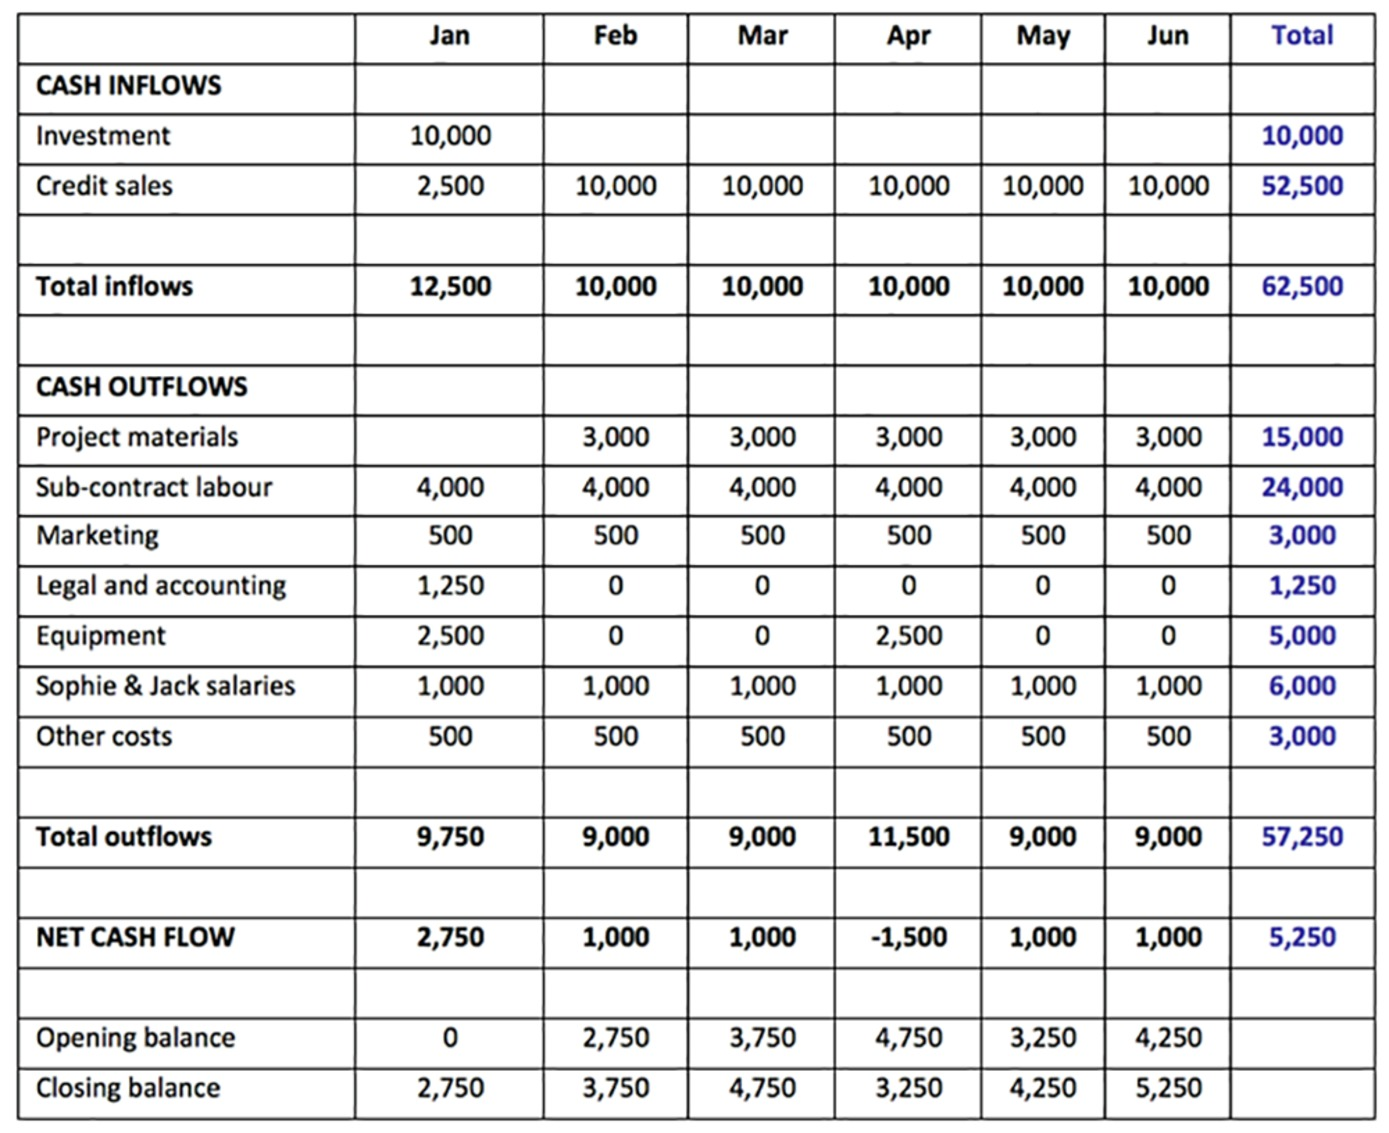 Jan Feb Mar Apr May Jun Total
CASH INFLOWS
Investment 10,000 10,000
Credit sales 2,500 10,000 10,000 10,000 10,000 10,000 52,500
Total inflows 12,500 10,000 10,000 10,000 10,000 10,000 62,500
CASH OUTFLOWS
Project materials 3,000 3,000 3,000 3,000 3,000 15,000
Sub-contract labour 4,000 4,000 4,000 4,000 4,000 4,000 24,000
Marketing 500 500 500 500 500 500 3,000
Legal and accounting 1,250 0 0 0 0 0 1,250
Equipment 2,500 0 0 2,500 0 0 5,000
Sophie & Jack salaries 1,000 1,000 1,000 1,000 1,000 1,000 6,000
Other costs 500 500 500 500 500 500 3,000
Total outflows 9,750 9,000 9,000 11,500 9,000 9,000 57,250
NET CASH FLOW 2,750 1,000 1,000 -1,500 1,000 1,000 5,250
Opening balance 0 2,750 3,750 4,750 3,250 4,250
Closing balance 2,750 3,750 4,750 3,250 4,250 5,250